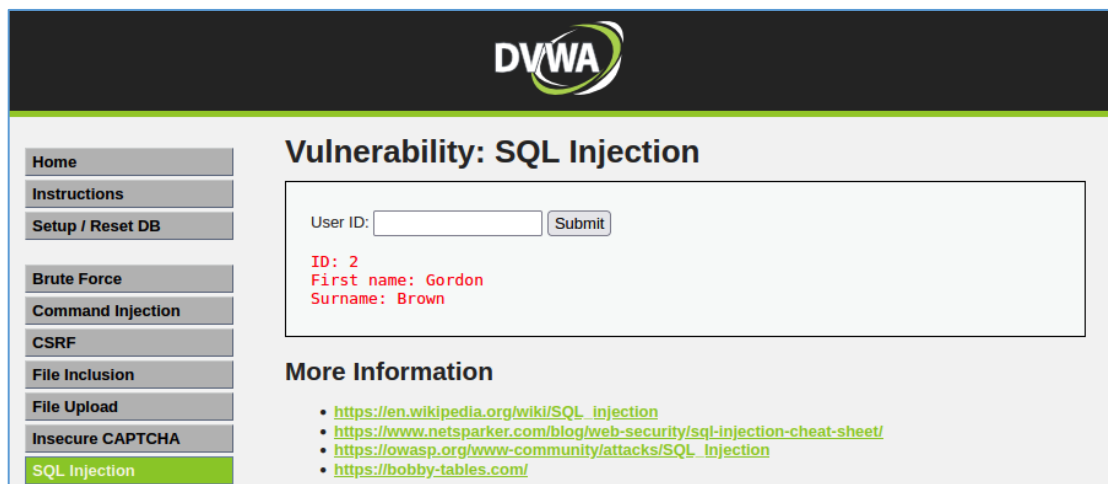 DVWA
Home
Instructions
Setup / Reset DB
Brute Force
Command Injection
CSRF
File Inclusion
File Upload
Insecure CAPTCHA
SQL Injection
Vulnerability: SQL Injection
User ID:
Submit
ID: 2
First name: Gordon
Surname: Brown
More Information
https://en.wikipedia.org/wiki/SQL_injection
https://www.netsparker.com/blog/web-security/sql-injection-cheat-sheet/
https://owasp.org/www-community/attacks/SQL_Injection
https://bobby-tables.com/